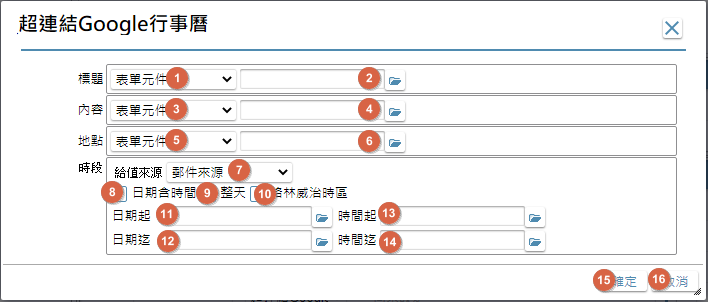 超連結Google行事曆
標題 表單元件 1 2
內容 表單元件 3 4
地點 表單元件 5 6
時段 給值來源 郵件來源 7
8 日期含時間 9 整天 10 格林威治時區
日期起 11 時間起 13
日期迄 12 時間迄 14
15 確定 16 取消